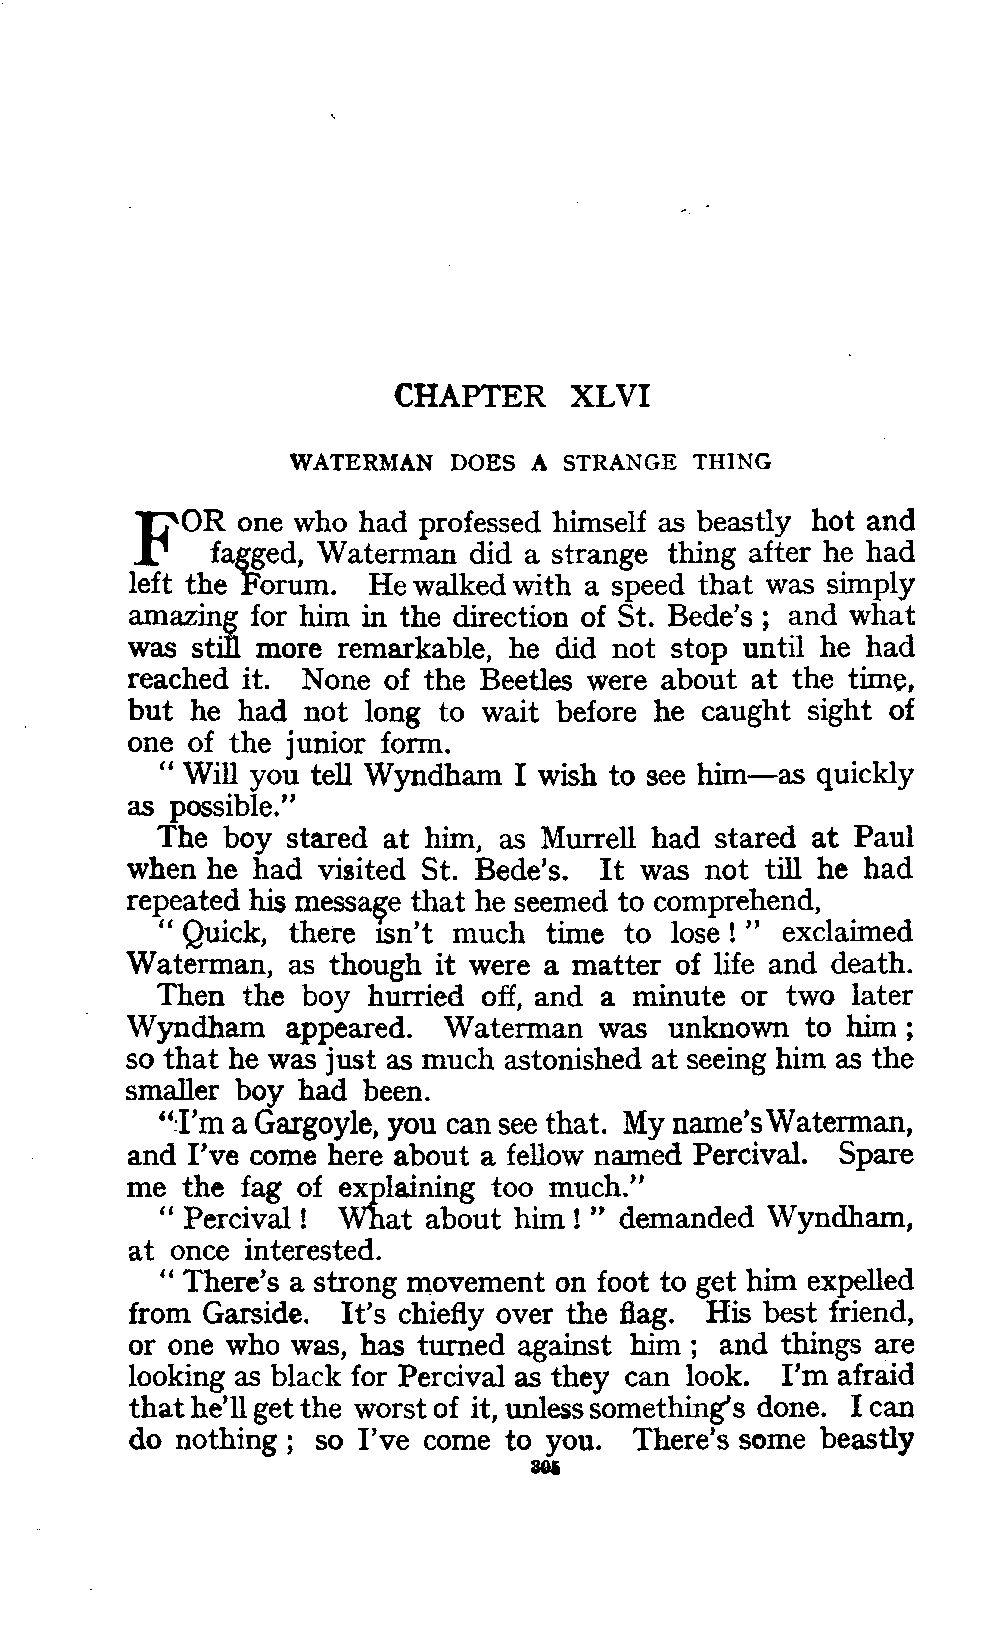 CHAPTER XLVI
WATERMAN DOES A STRANGE THING
FOR one who had professed himself as beastly hot and
fagged, Waterman did a strange thing after he had
left the Forum. He walked with a speed that was simply
amazing for him in the direction of St. Bede's ; and what
was still more remarkable, he did not stop until he had
reached it. None of the Beetles were about at the time,
but he had not long to wait before he caught sight of
one of the junior form.
" Will you tell Wyndham I wish to see him—as quickly
as possible."
The boy stared at him, as Murrell had stared at Paul
when he had visited St. Bede's. It was not till he had
repeated his message that he seemed to comprehend,
" Quick, there isn't much time to lose ! " exclaimed
Waterman, as though it were a matter of life and death.
Then the boy hurried off, and a minute or two later
Wyndham appeared. Waterman was unknown to him ;
so that he was just as much astonished at seeing him as the
smaller boy had been.
"I'm a Gargoyle, you can see that. My name's Waterman,
and I've come here about a fellow named Percival. Spare
me the fag of explaining too much."
" Percival ! What about him ! " demanded Wyndham,
at once interested.
" There's a strong movement on foot to get him expelled
from Garside. It's chiefly over the flag. His best friend,
or one who was, has turned against him ; and things are
looking as black for Percival as they can look. I'm afraid
that he'll get the worst of it, unless something's done. I can
do nothing ; so I've come to you. There's some beastly
305